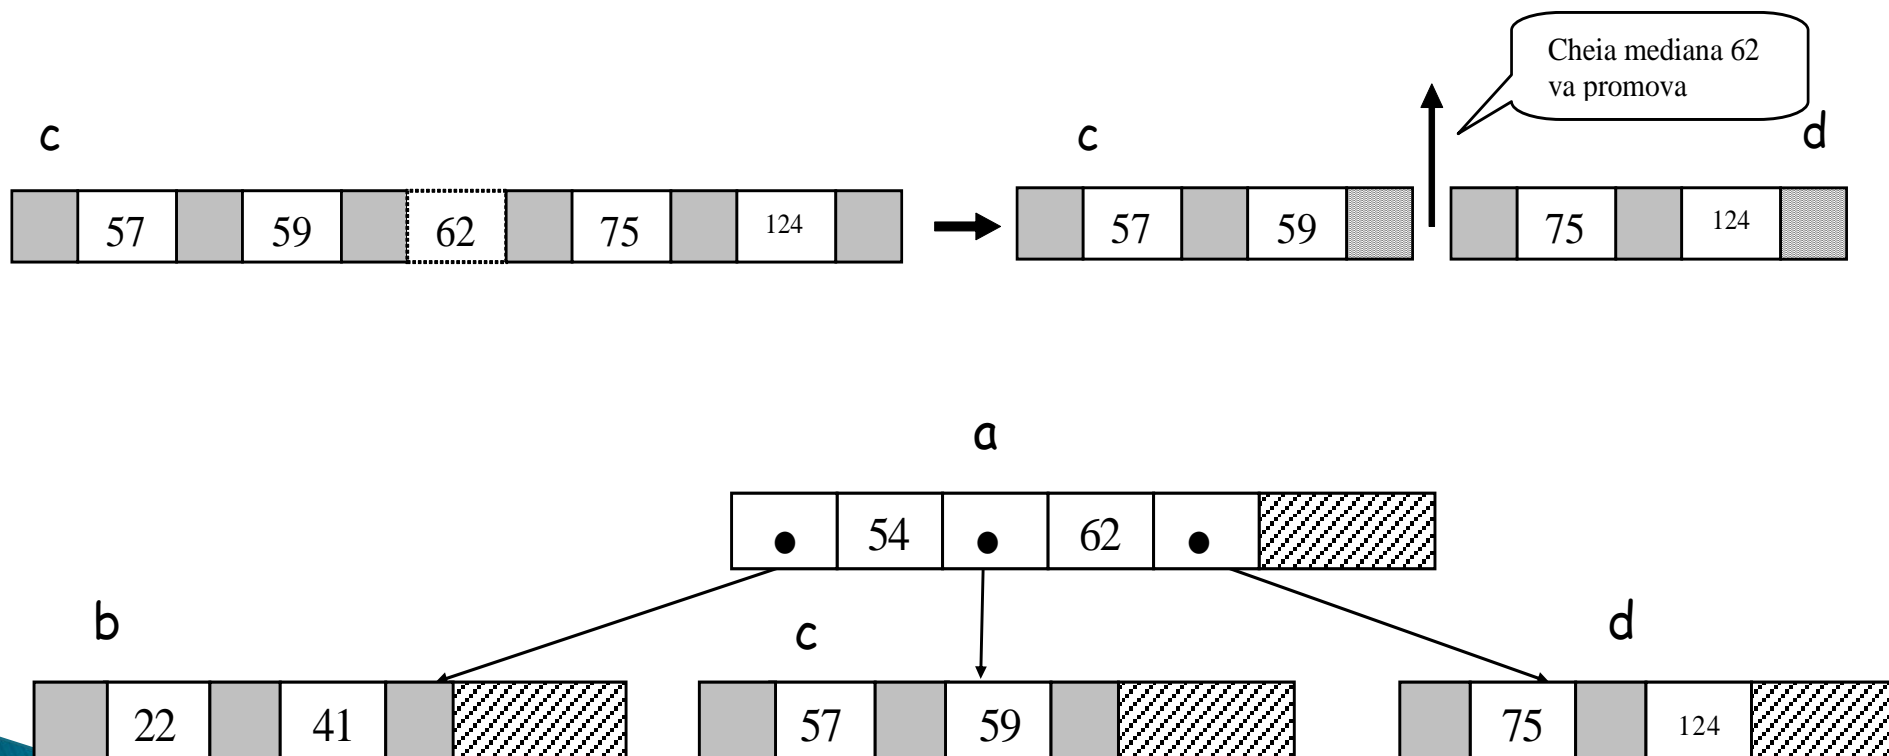 Cheia mediana 62
va promova
c
c
d
57 59 62 75 124
57 59
75 124
a
54 62
b
c
d
22 41
57 59
75 124